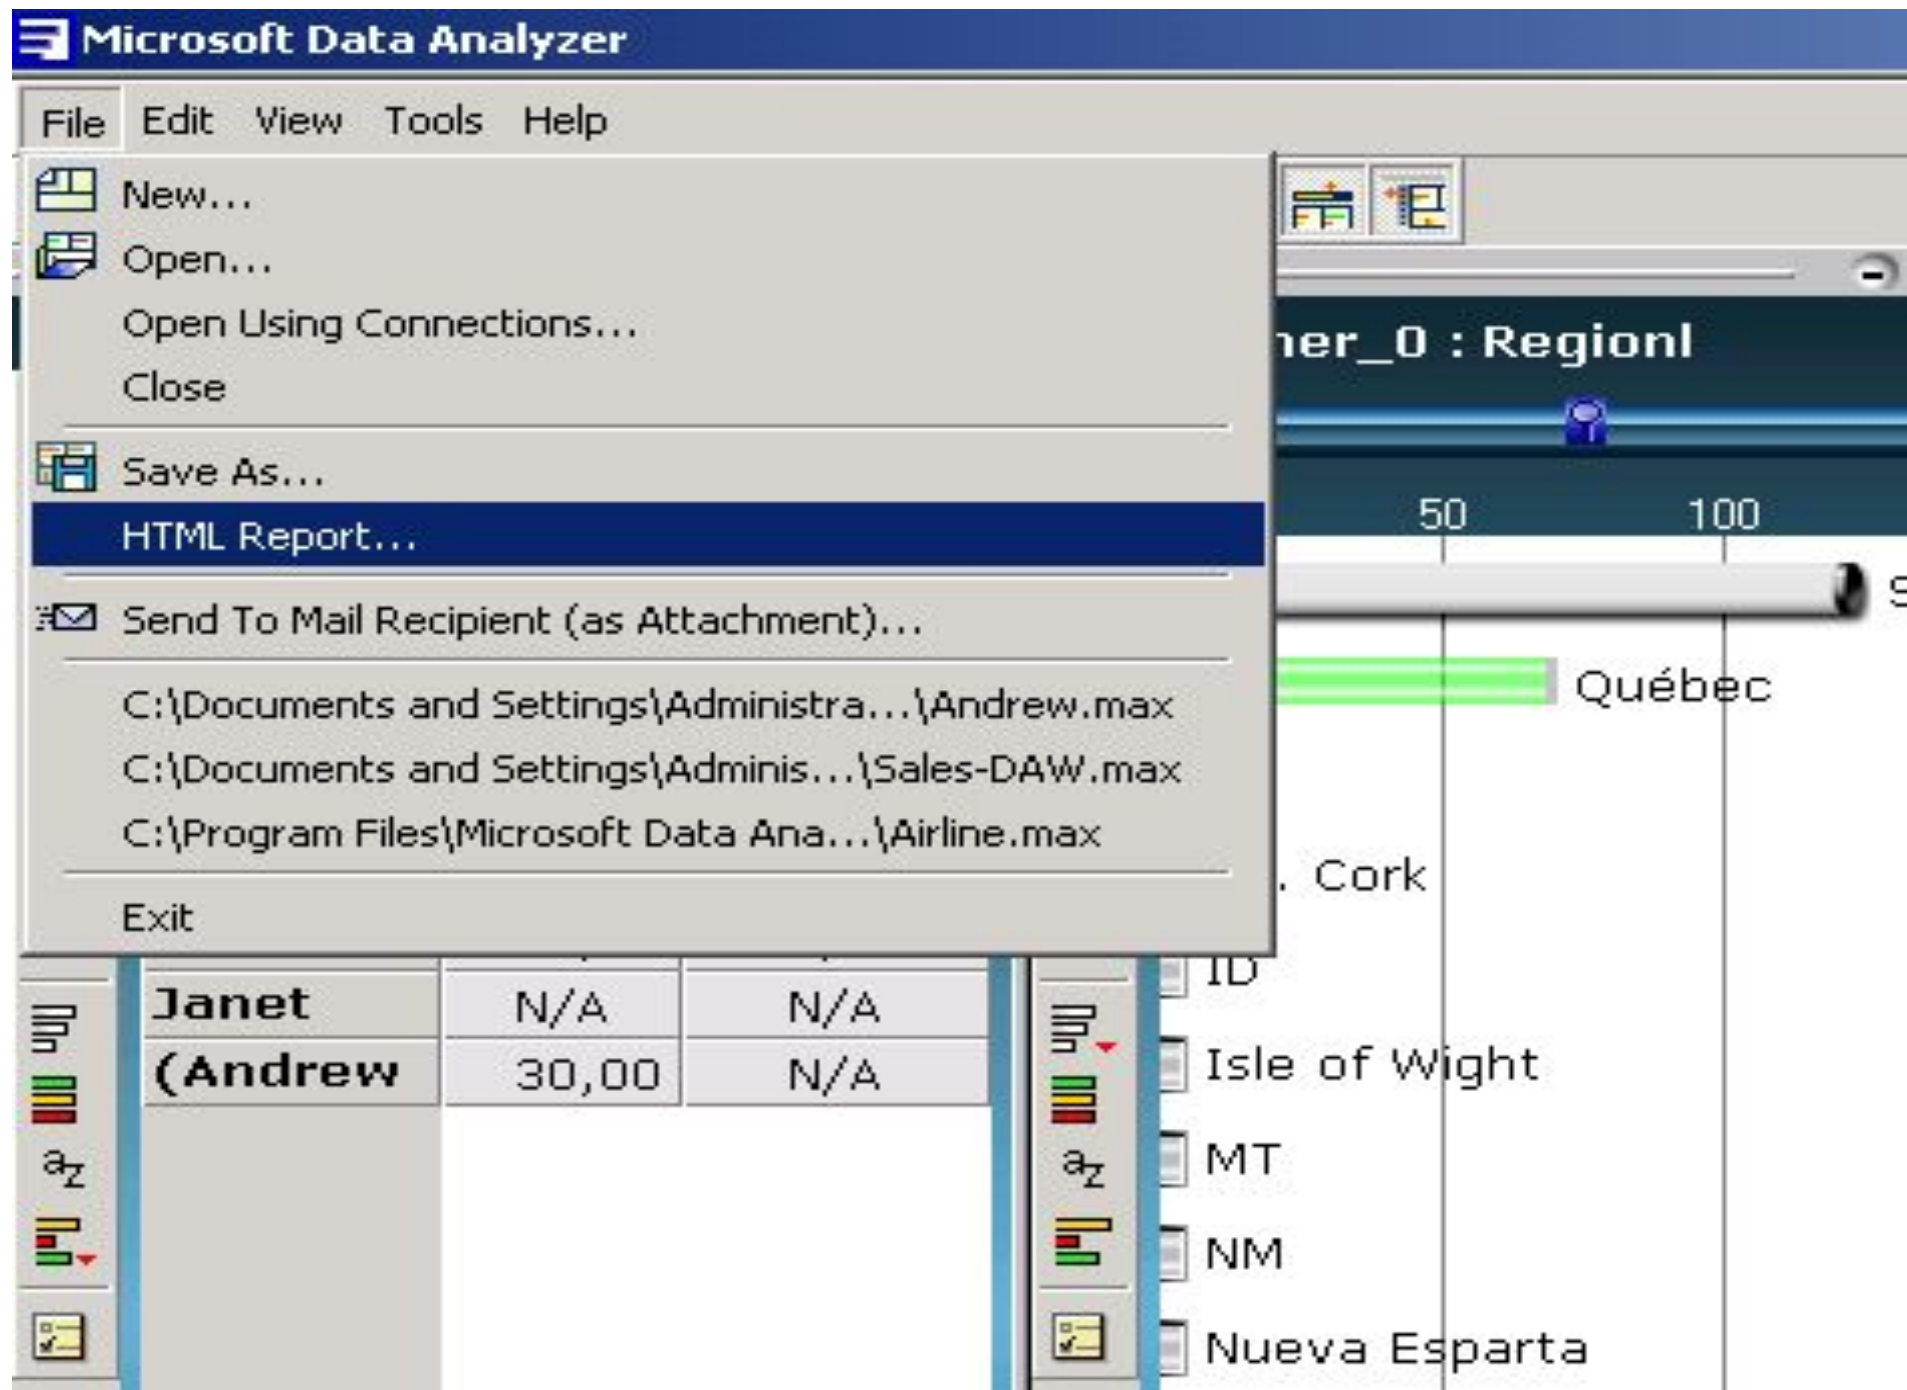 Microsoft Data Analyzer
File Edit View Tools Help
New...
Open...
Open Using Connections...
Close
Save As...
HTML Report...
Send To Mail Recipient (as Attachment)...
C:\Documents and Settings\Administra...\Andrew.max
C:\Documents and Settings\Adminis...\Sales-DAW.max
C:\Program Files\Microsoft Data Ana...\Airline.max
Exit
Janet N/A N/A
(Andrew 30,00 N/A
az
ner_0 : Regionl
50 100
S
Québec
. Cork
ID
Isle of Wight
MT
az
NM
Nueva Esparta